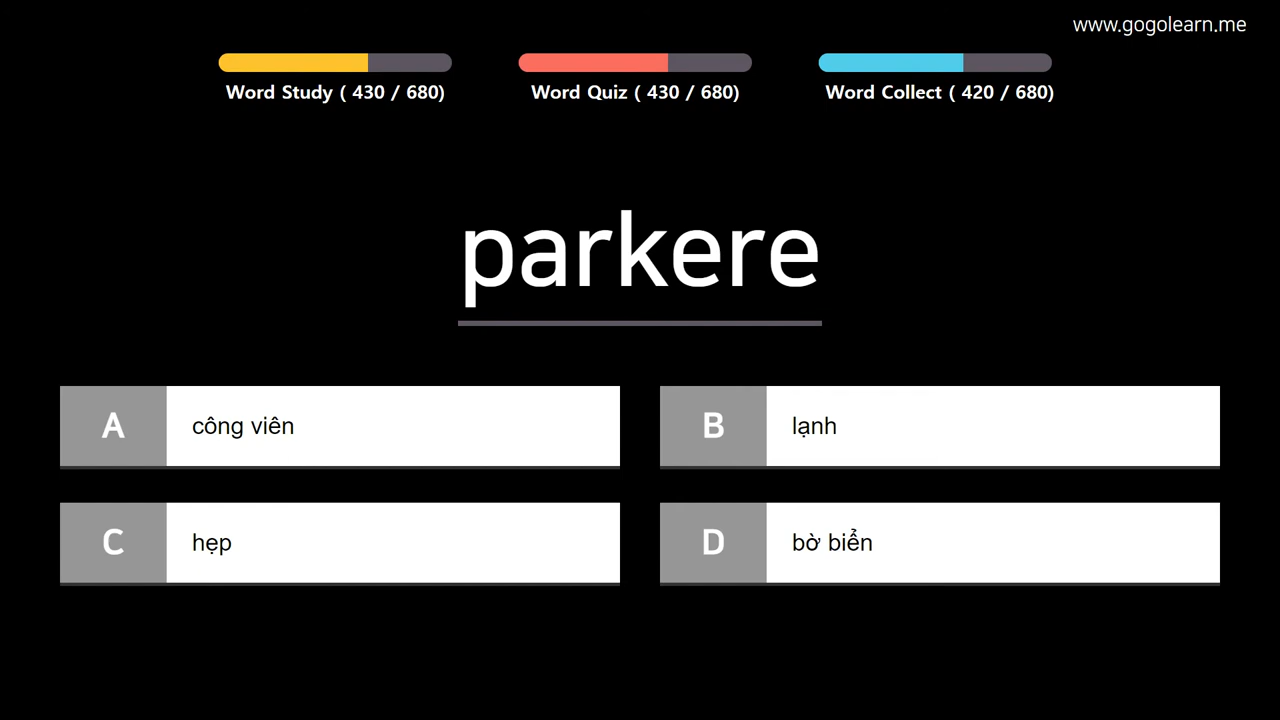 www.gogolearn.me
Word Study ( 430 / 680)
Word Quiz ( 430 / 680)
Word Collect ( 420 / 680)
parkere
A công viên
B lạnh
C hẹp
D bờ biển